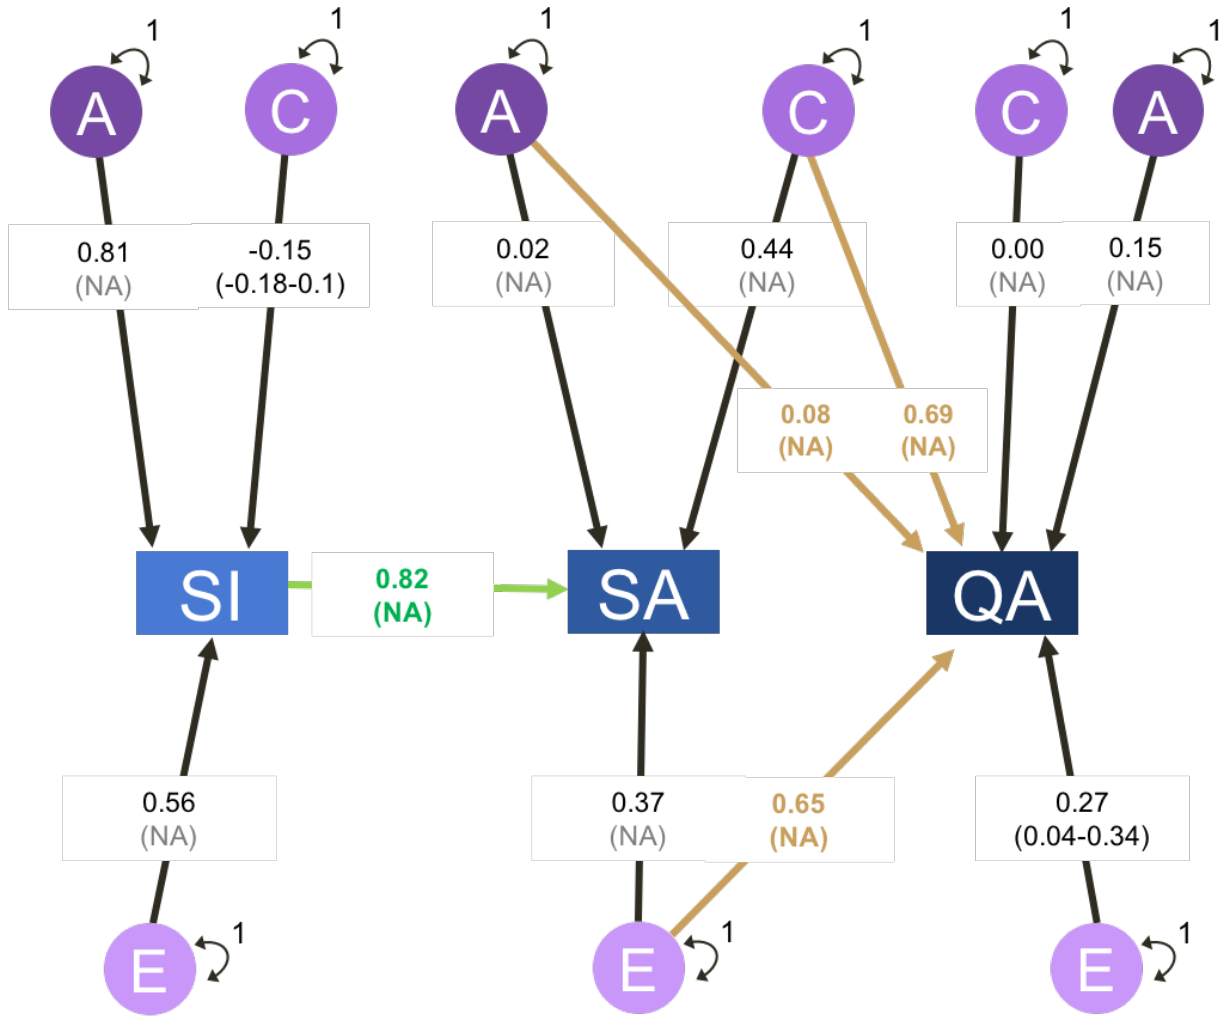 1
1
1
1
1
1
A
C
A
C
C
A
0.81
(NA)
-0.15
(-0.18-0.1)
0.02
(NA)
0.44
(NA)
0.00
(NA)
0.15
(NA)
0.08
(NA)
0.69
(NA)
SI
0.82
(NA)
SA
QA
0.56
(NA)
0.37
(NA)
0.65
(NA)
0.27
(0.04-0.34)
E
1
E
1
E
1